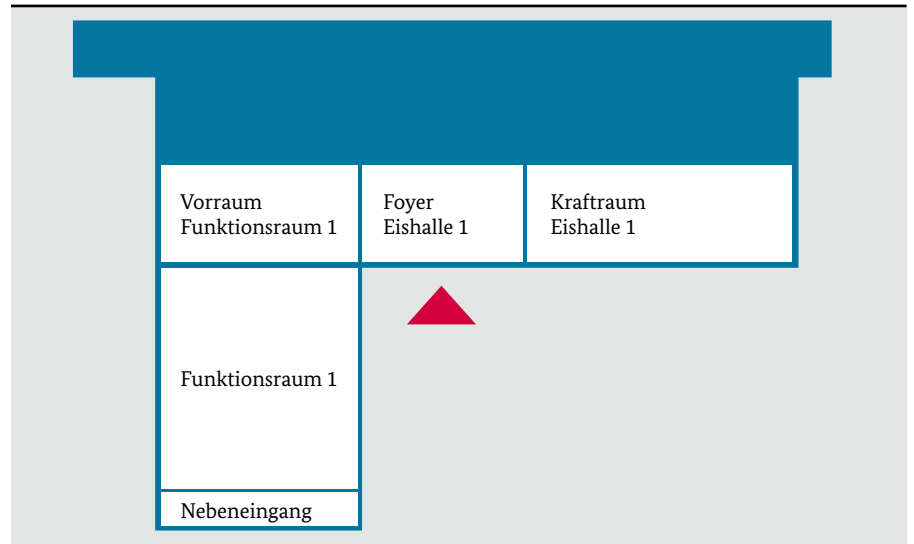 Vorraum
Funktionsraum 1
Foyer
Eishalle 1
Kraftraum
Eishalle 1
Funktionsraum 1
Nebeneingang